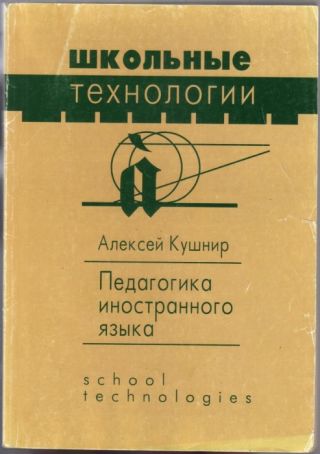 школьные
технологии
à
Алексей Кушнир
Педагогика
иностранного
языка
school
technologies